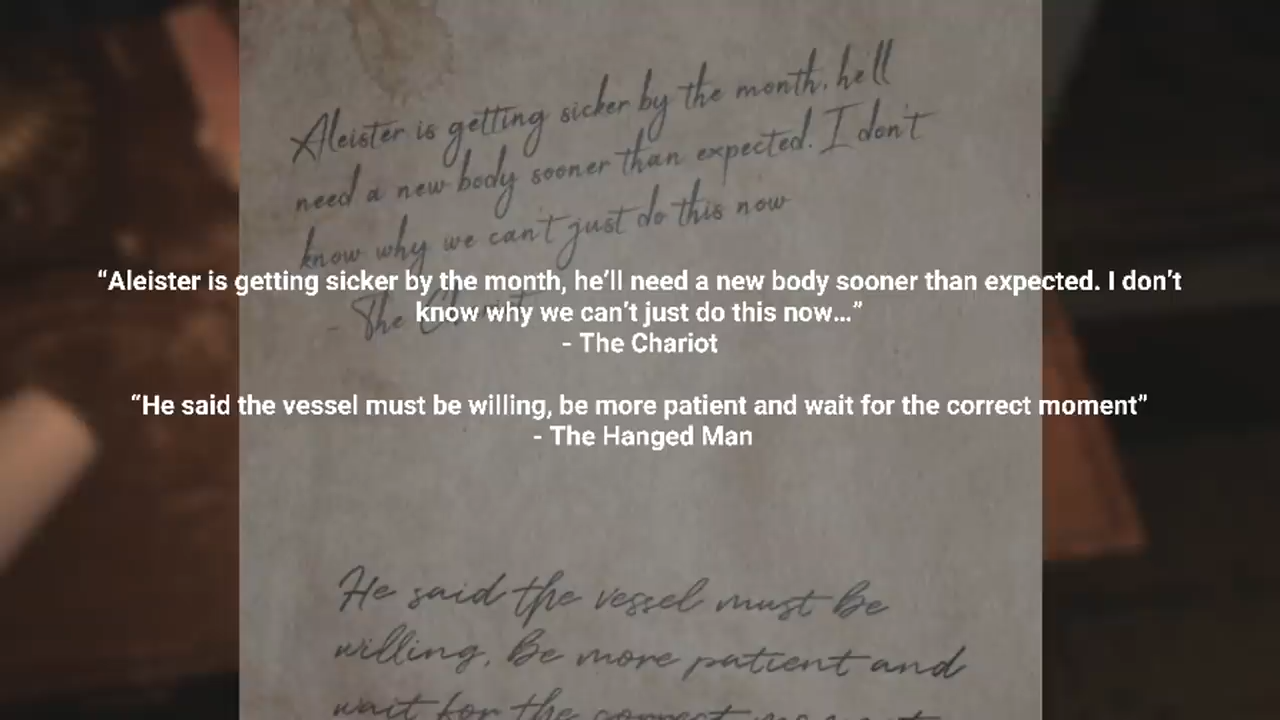 Aleister is getting sicker by the month, he'll
need a new body sooner than expected. I don't
know why we can't just do this now
“Aleister is getting sicker by the month, he’ll need a new body sooner than expected. I don’t
know why we can’t just do this now…”
- The Chariot
- The Chariot
“He said the vessel must be willing, be more patient and wait for the correct moment”
- The Hanged Man
He said the vessel must be
willing, be more patient and
wait for the correct moment